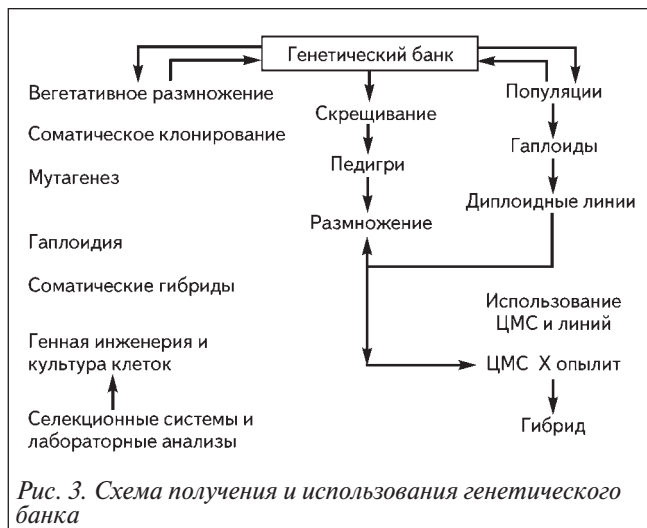 Генетический банк
Вегетативное размножение
Соматическое клонирование
Мутагенез
Гаплоидия
Соматические гибриды
Генная инженерия и
культура клеток
Селекционные системы и
лабораторные анализы
Скрещивание
Педигри
Размножение
Популяции
Гаплоиды
Диплоидные линии
Использование
ЦМС и линий
ЦМС X опылит
Гибрид
Рис. 3. Схема получения и использования генетического
банка